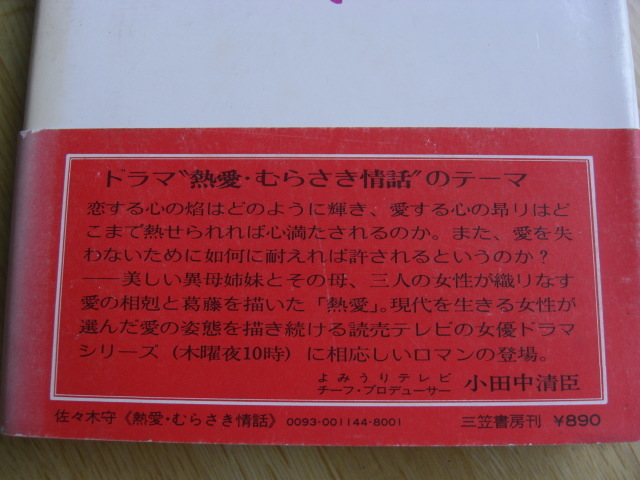 ドラマ“熱愛・むらさき情話”のテーマ
恋する心の焰はどのように輝き、愛する心の昂りはど
こまで熱せられれば心満たされるのか。また、愛を失
わないために如何に耐えれば許されるというのか？
――美しい異母姉妹とその母、三人の女性が織りなす
愛の相剋と葛藤を描いた「熱愛」。現代を生きる女性が
選んだ愛の姿態を描き続ける読売テレビの女優ドラマ
シリーズ（木曜夜10時）に相応しいロマンの登場。
よみうりテレビ
チーフ・プロデューサー 小田中清臣
佐々木守《熱愛・むらさき情話》 0093-001144-8001 三笠書房刊 ¥890